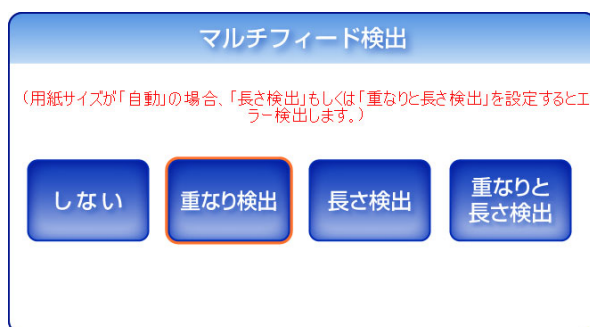 マルチフィード検出
（用紙サイズが「自動」の場合、「長さ検出」もしくは「重なりと長さ検出」を設定するとエ
ラー検出します。）
しない
重なり検出
長さ検出
重なりと
長さ検出